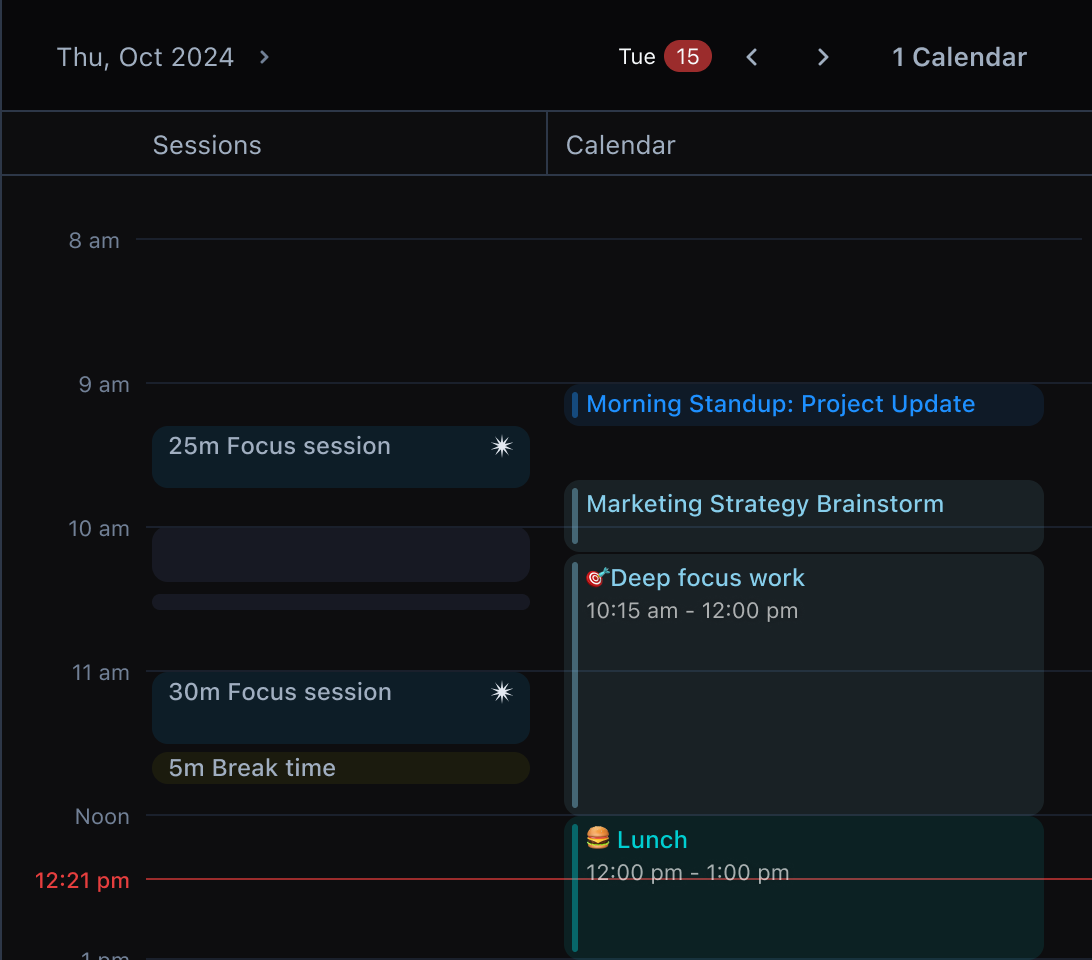 Thu, Oct 2024
Tue 15
1 Calendar
Sessions
Calendar
8 am
9 am
Morning Standup: Project Update
25m Focus session
Marketing Strategy Brainstorm
10 am
🎯Deep focus work
10:15 am - 12:00 pm
11 am
30m Focus session
5m Break time
Noon
🍔 Lunch
12:00 pm - 1:00 pm
12:21 pm
1 pm